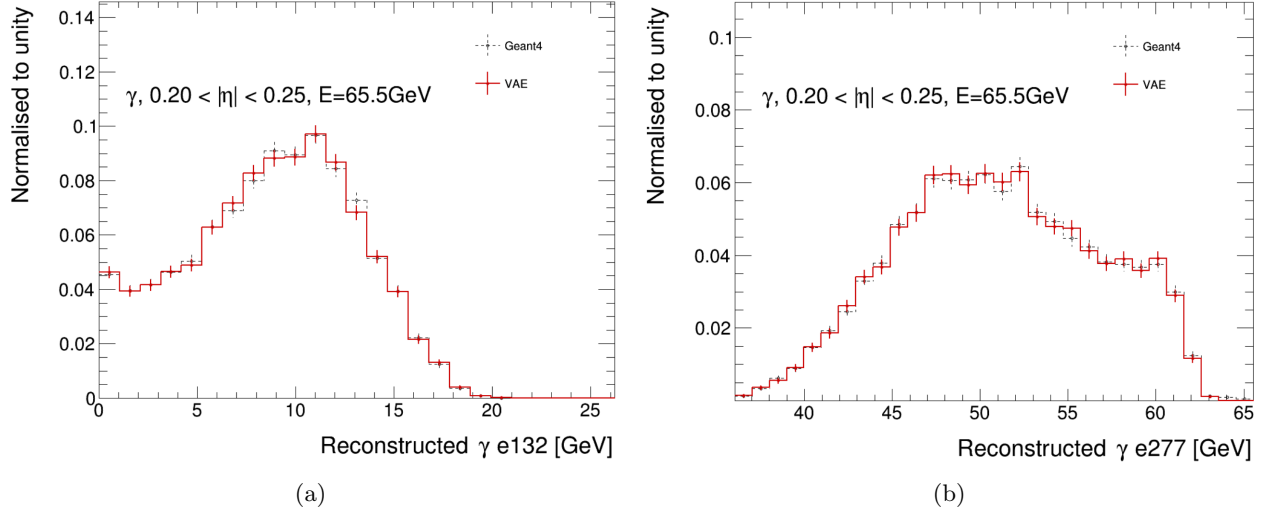 Normalised to unity
0.14
0.12
0.1
0.08
0.06
0.04
0.02
0
Geant4
VAE
γ, 0.20 < |η| < 0.25, E=65.5GeV
0 5 10 15 20 25
Reconstructed γ e132 [GeV]
(a)
Normalised to unity
0.1
0.08
0.06
0.04
0.02
Geant4
VAE
γ, 0.20 < |η| < 0.25, E=65.5GeV
40 45 50 55 60 65
Reconstructed γ e277 [GeV]
(b)